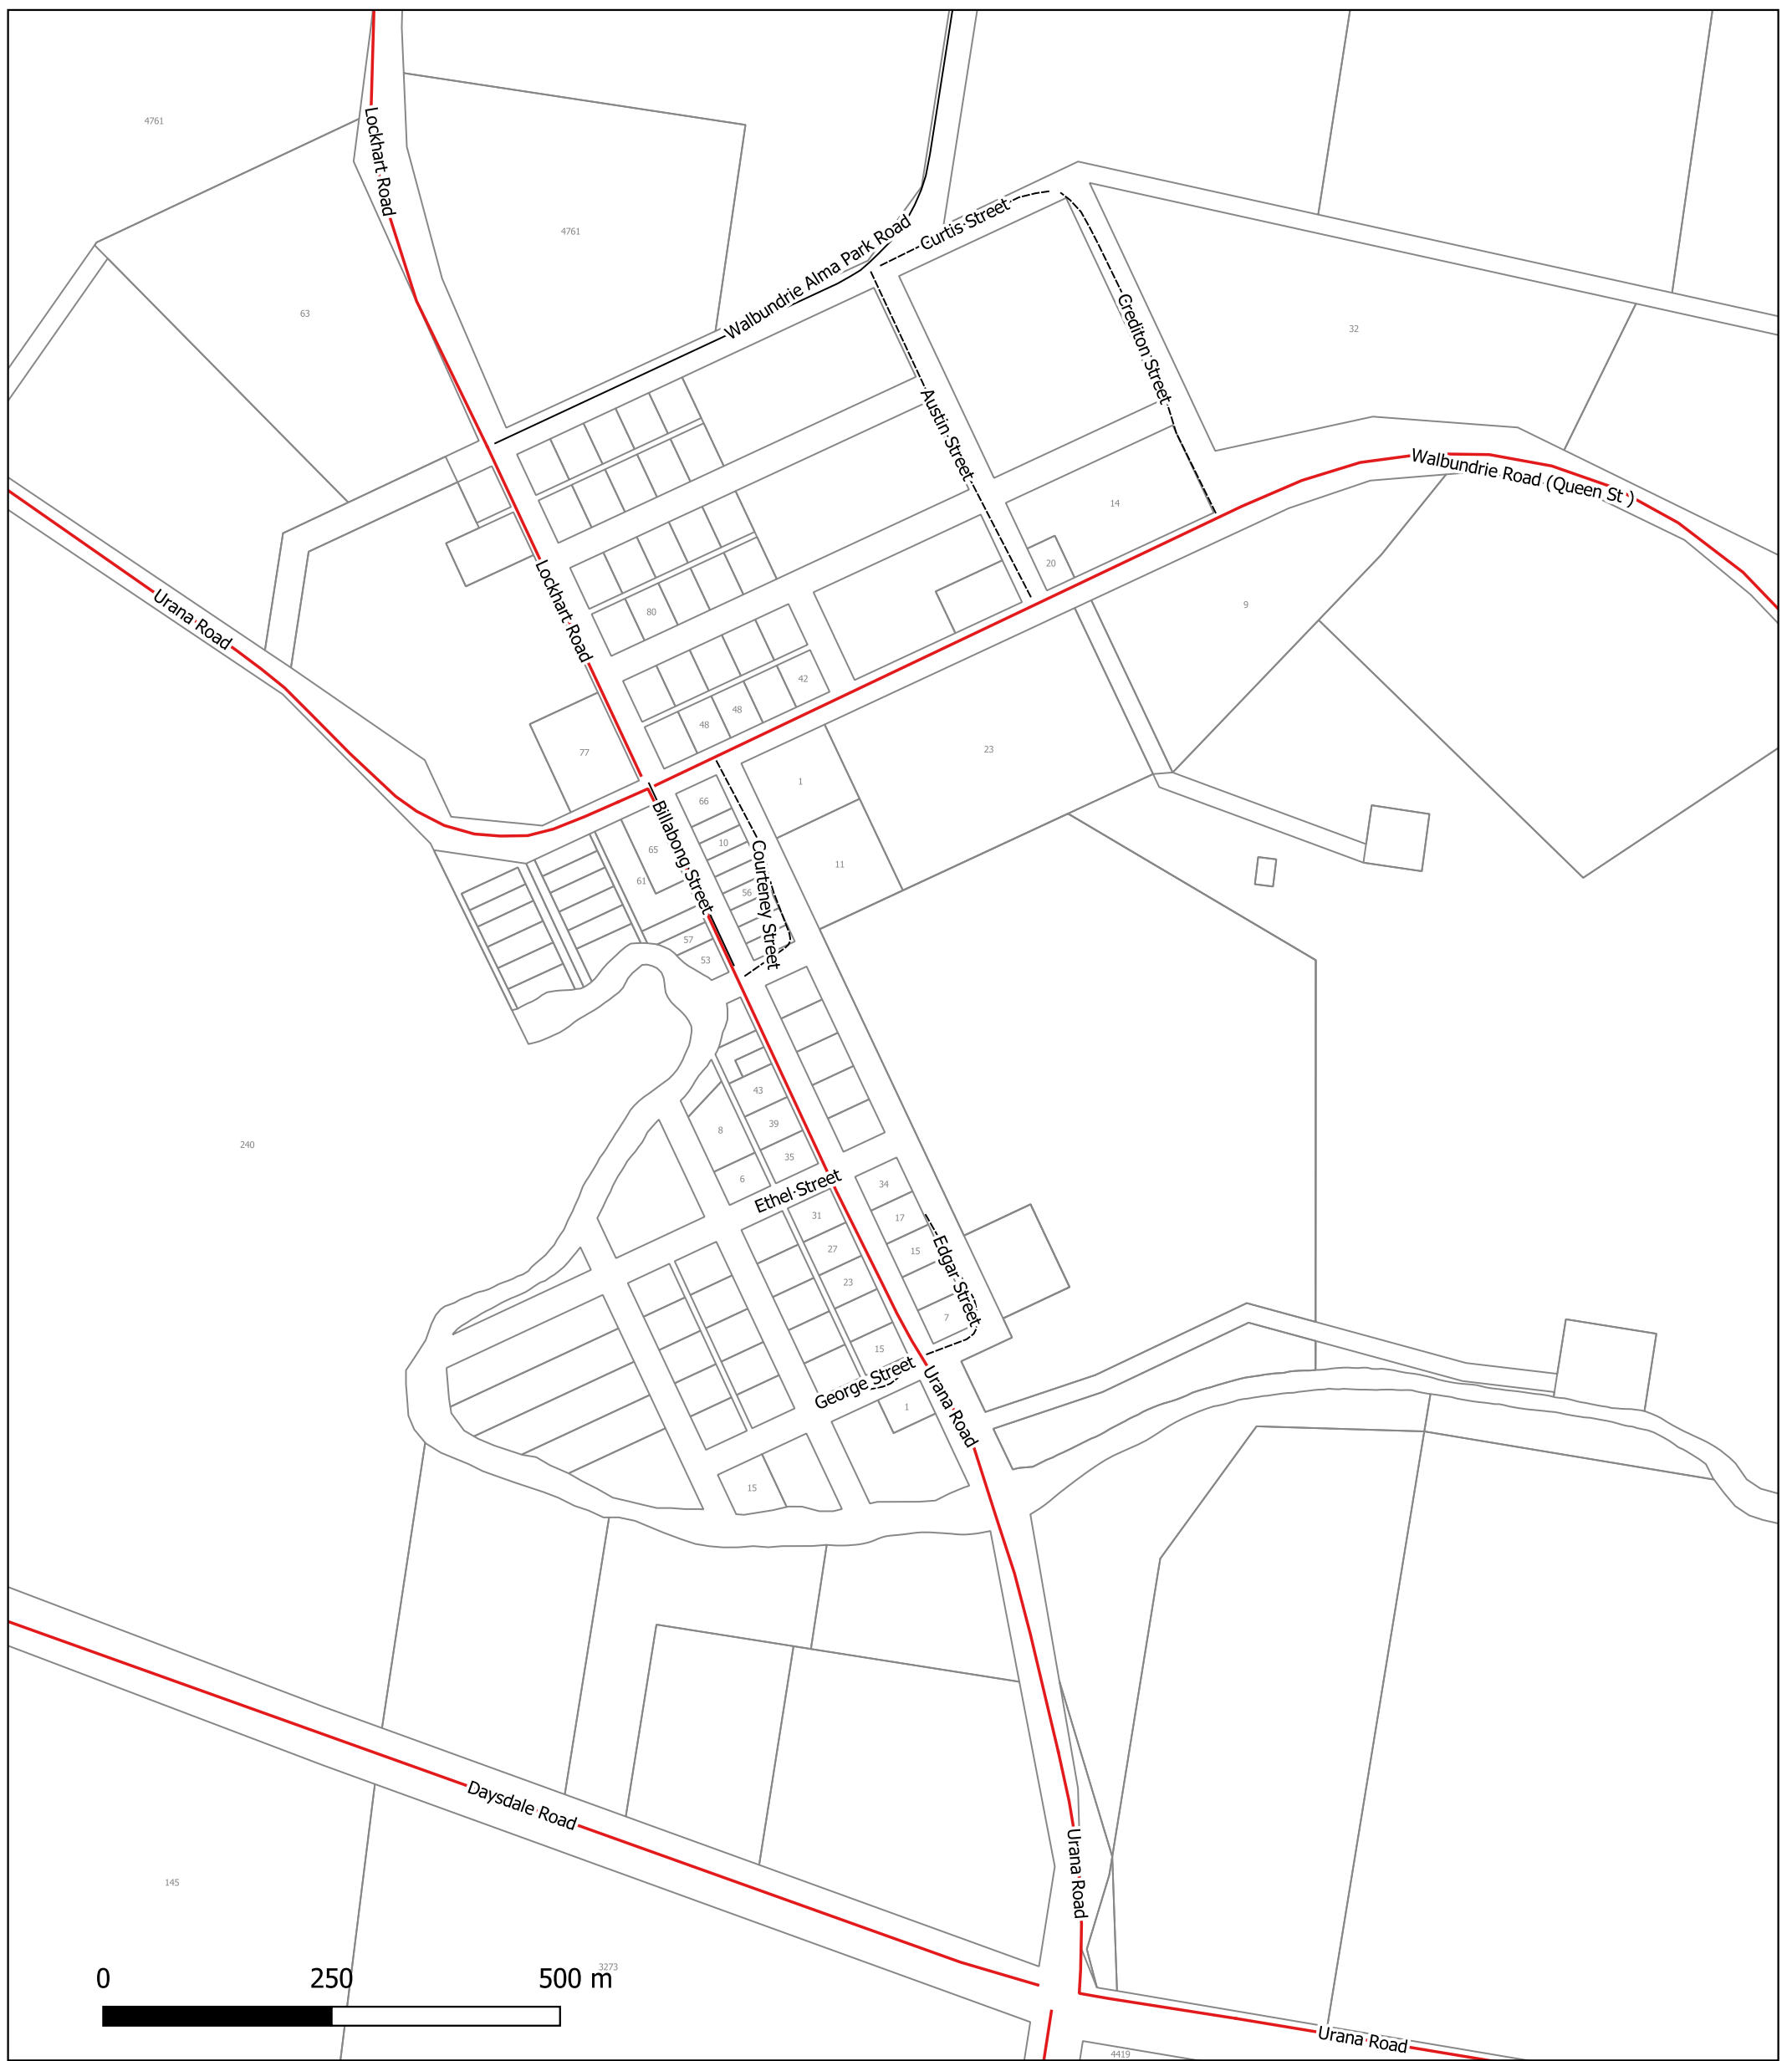 Lockhart Road
4761
4761
Curtis Street
Walbundrie Alma Park Road
63
Crediton Street
32
Austin Street
Walbundrie Road (Queen St )
14
20
Lockhart Road
Urana Road
80
9
42
48
48
77
23
1
66
Billabong Street
10
65
Courteney Street
11
61
56
57
53
43
39
8
240
35
6
Ethel Street
34
31
17
27
15
Edgar Street
23
7
15
George Street
Urana Road
1
15
Daysdale Road
Urana Road
145
3273
0 250 500 m
Urana Road
4419